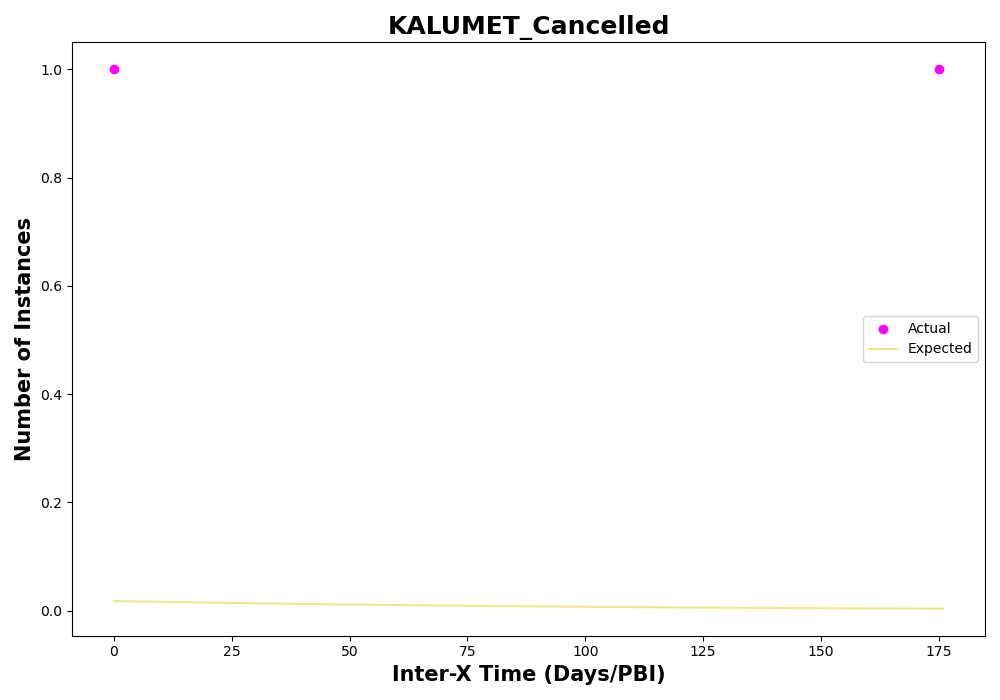 KALUMET_Cancelled
Number of Instances
1.0
0.8
0.6
0.4
0.2
0.0
Actual
Expected
0 25 50 75 100 125 150 175
Inter-X Time (Days/PBI)